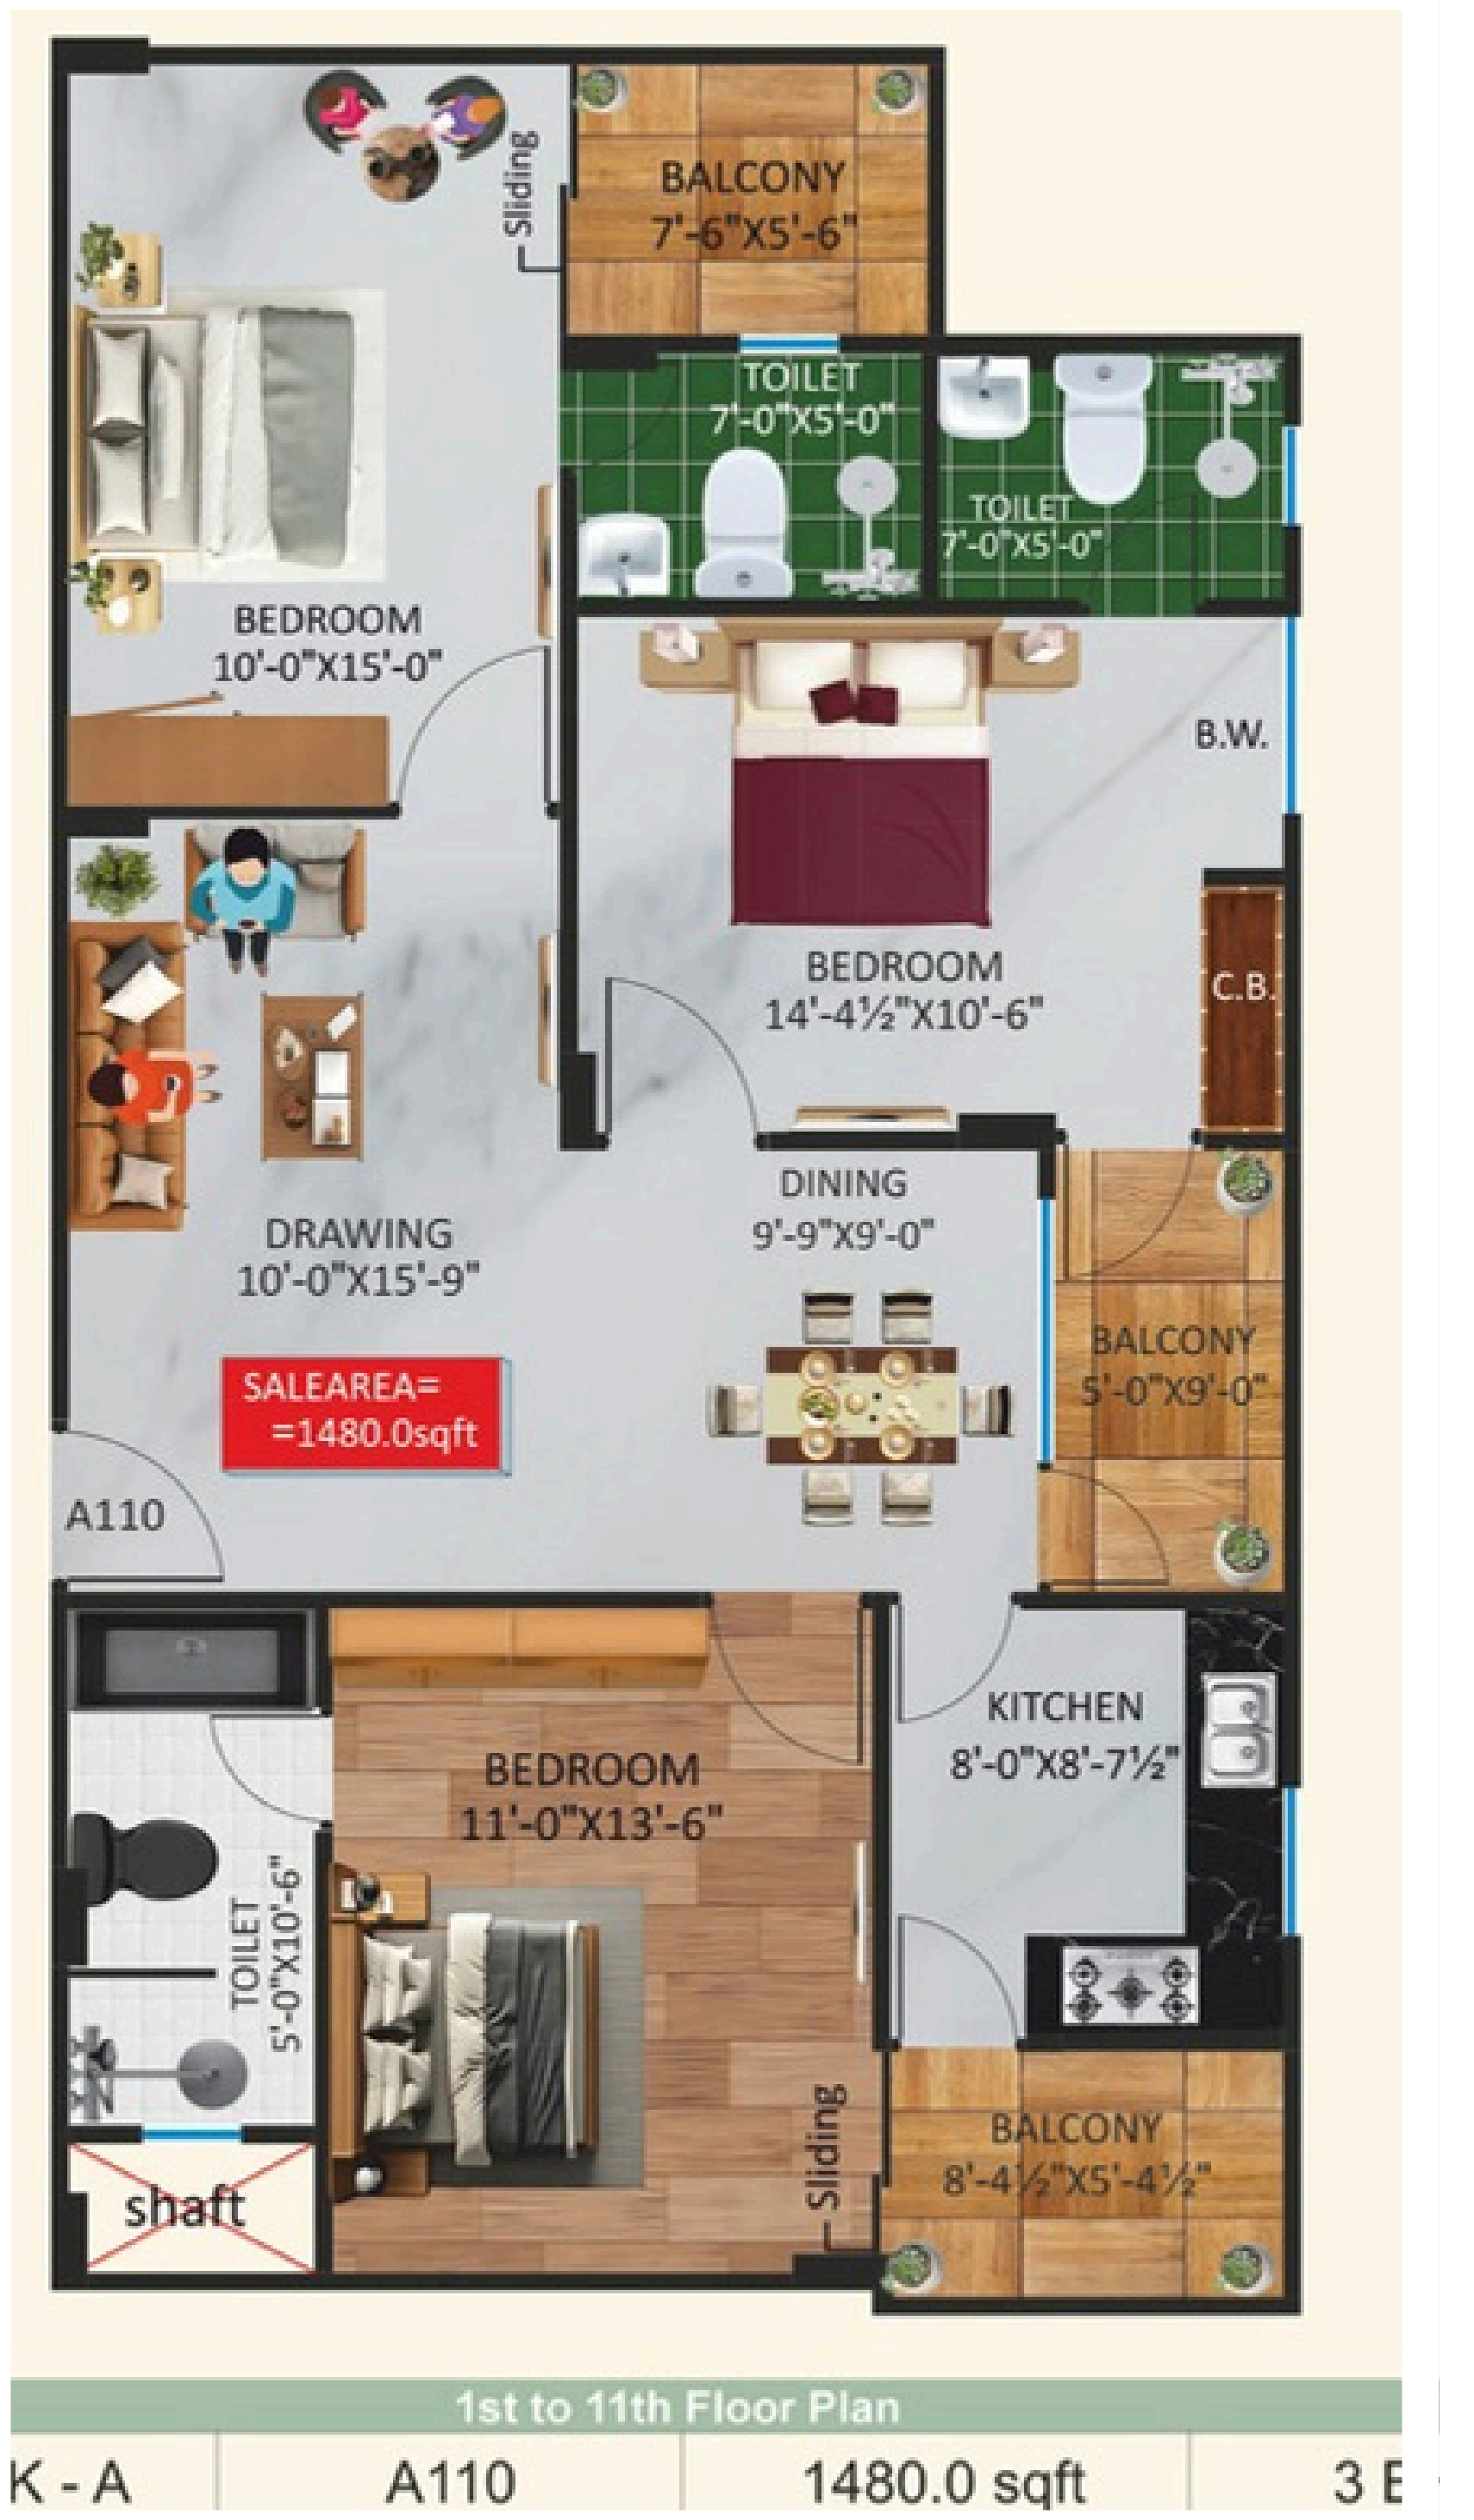 Sliding
BALCONY
7'-6"X5'-6"
TOILET
7'-0"X5'-0"
TOILET
7'-0"X5'-0"
BEDROOM
10'-0"X15'-0"
B.W.
BEDROOM
14'-4½"X10'-6"
C.B.
DINING
9'-9"X9'-0"
DRAWING
10'-0"X15'-9"
BALCONY
5'-0"X9'-0"
SALEAREA=
=1480.0sqft
A110
KITCHEN
8'-0"X8'-7½"
BEDROOM
11'-0"X13'-6"
TOILET
5'-0"X10'-6"
Sliding
BALCONY
8'-4½"X5'-4½"
shaft
1st to 11th Floor Plan
K - A
A110
1480.0 sqft
3